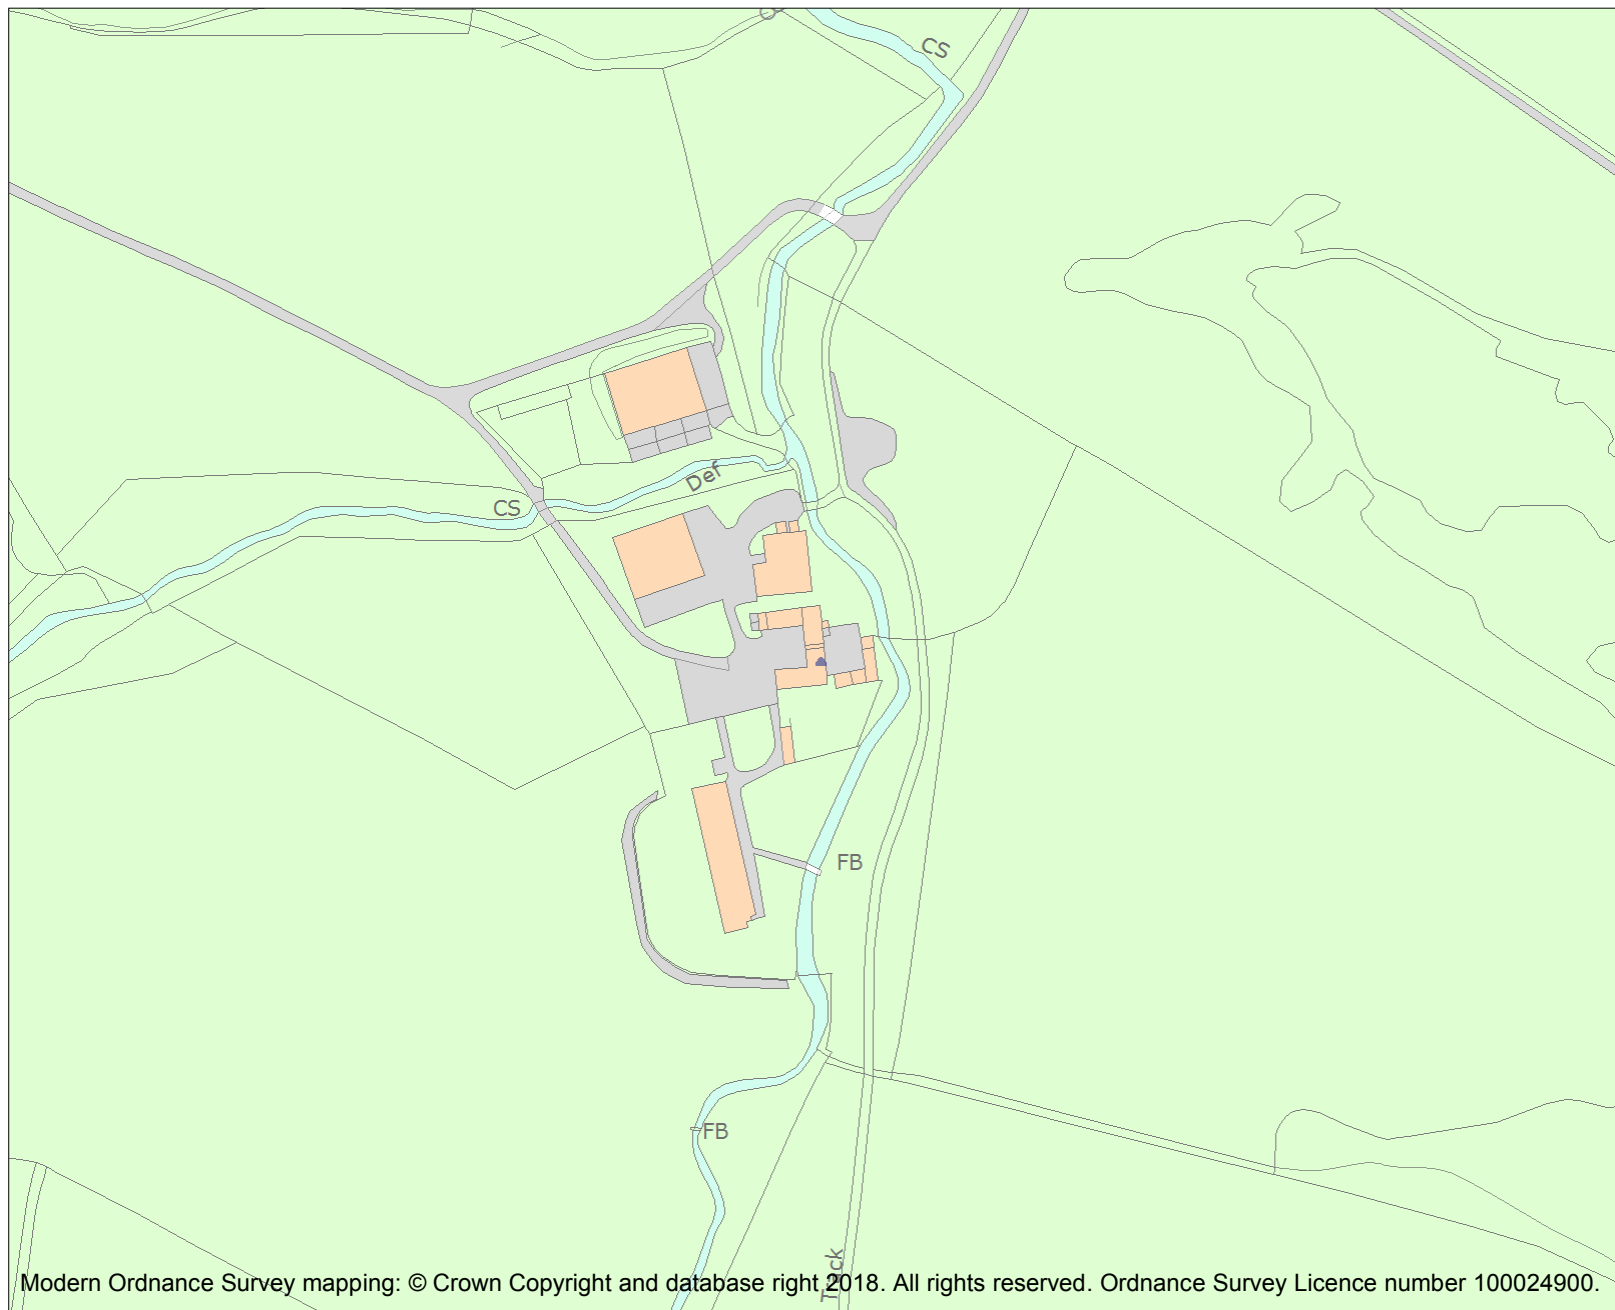 CS
Def
CS
FB
FB
Track
Modern Ordnance Survey mapping: © Crown Copyright and database right 2018. All rights reserved. Ordnance Survey Licence number 100024900.